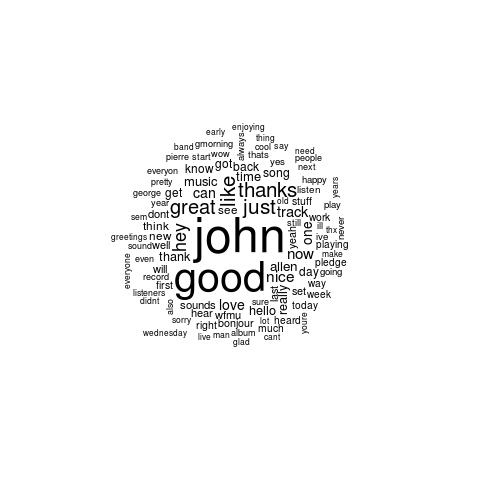 enjoying
early
thing
band gmorning always cool say
pierre start wow thats need
people
everyon know got back yes next
pretty music time song happy
george get can like thanks listen years
year great see just old stuff play
sem dont track work never
think hey john still ill thx
greetings new yeah one ive
sound well now playing
everyone even thank allen make
will good nice day pledge
record going
first last really way
listeners set week
didnt also sounds love sure today
hear wfmu hello
sorry right bonjour lot heard youre
wednesday live man album much
glad cant